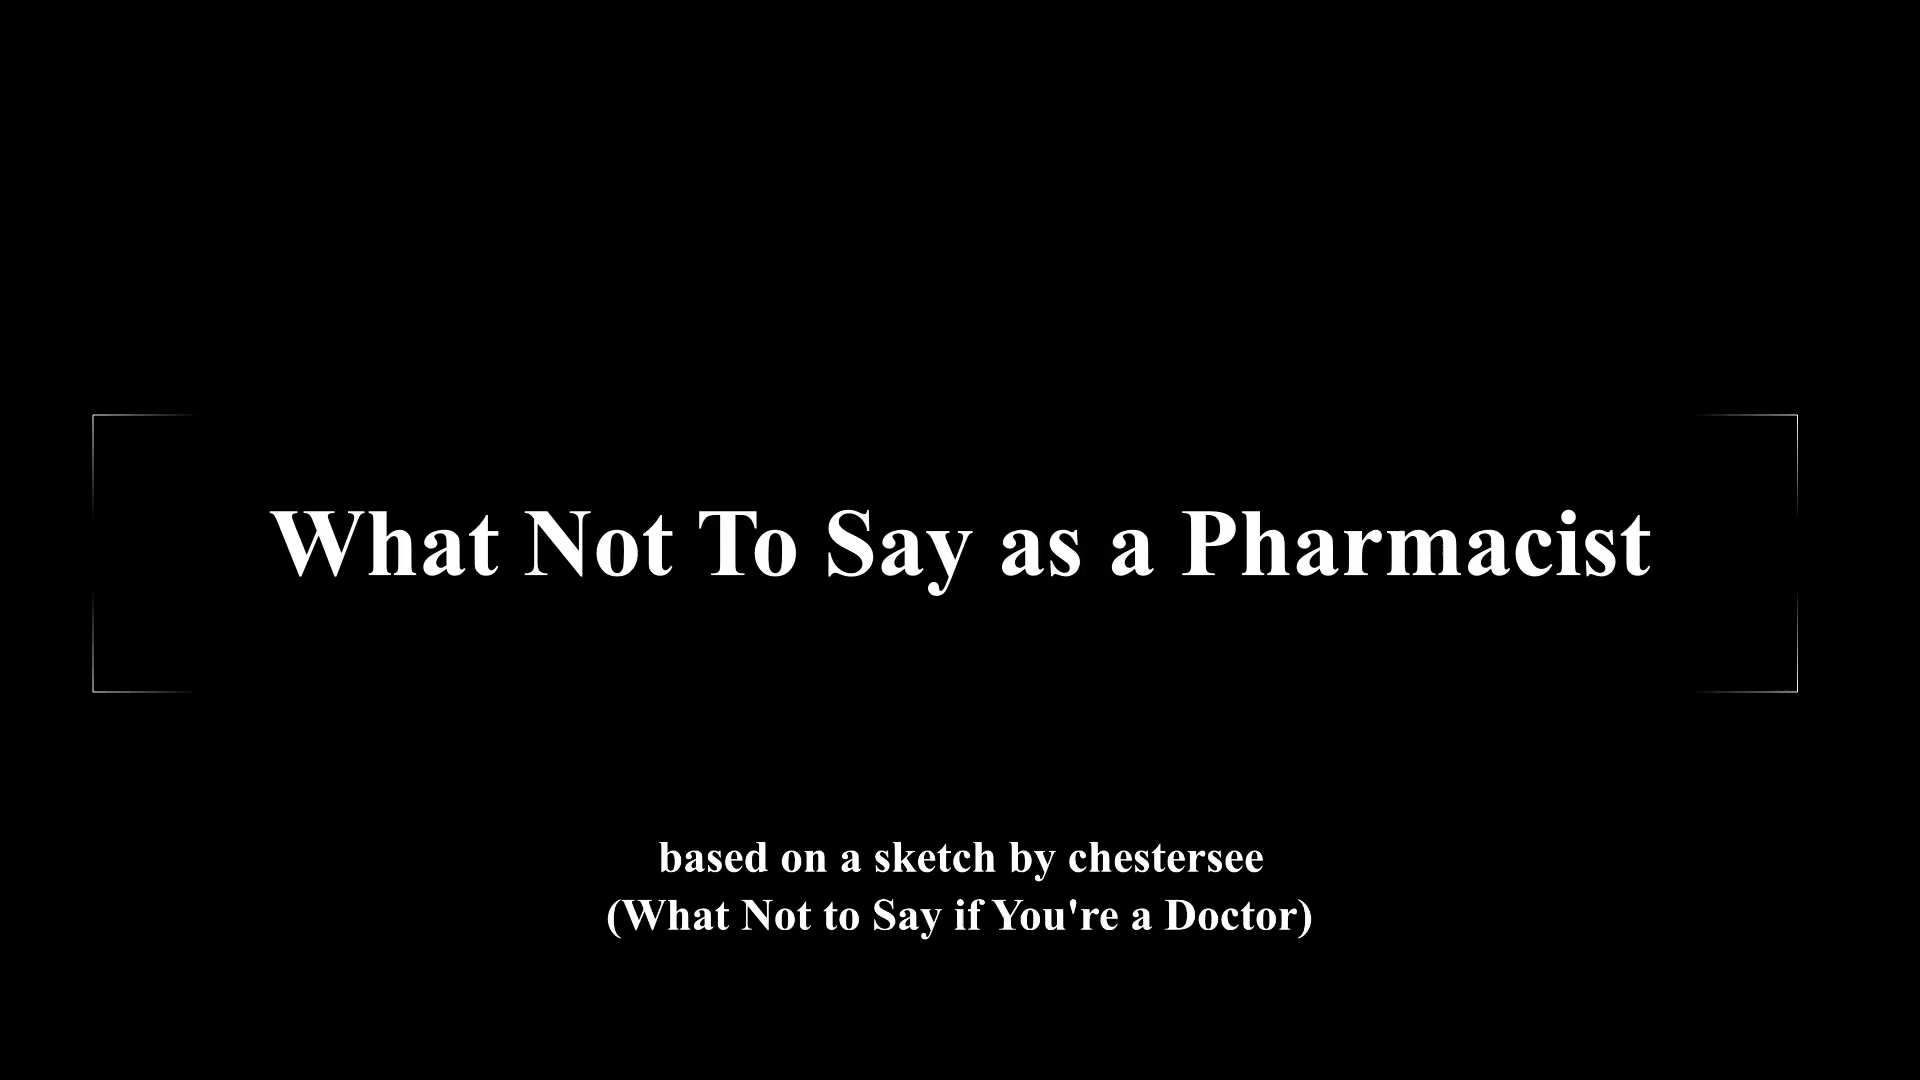 What Not To Say as a Pharmacist
based on a sketch by chestersee
(What Not to Say if You're a Doctor)